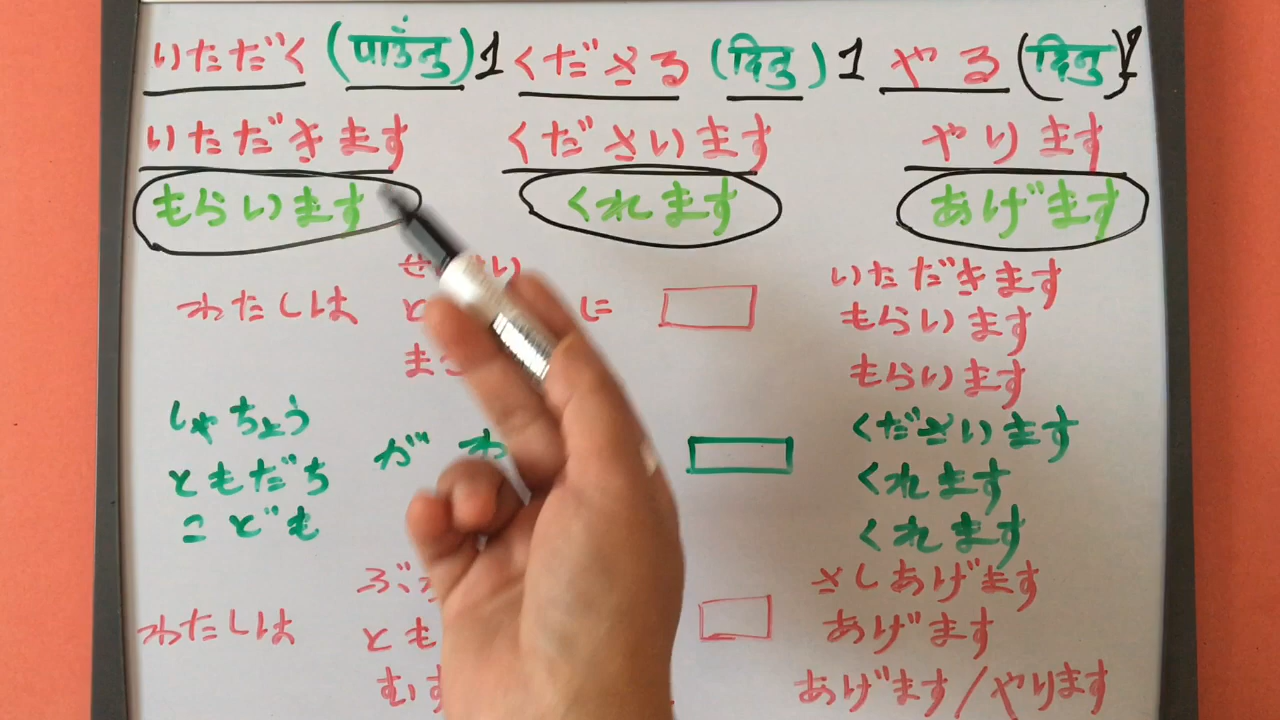 いただく (पाउनु) 1 くださる (दिनु) 1 やる (दिनु) 1
いただきます くださいます やります
もらいます くれます あげます
いただきます
わたしは に もらいます
もらいます
しゃちょう くださいます
ともだち が くれます
こども くれます
さしあげます
わたしは あげます
あげます/やります